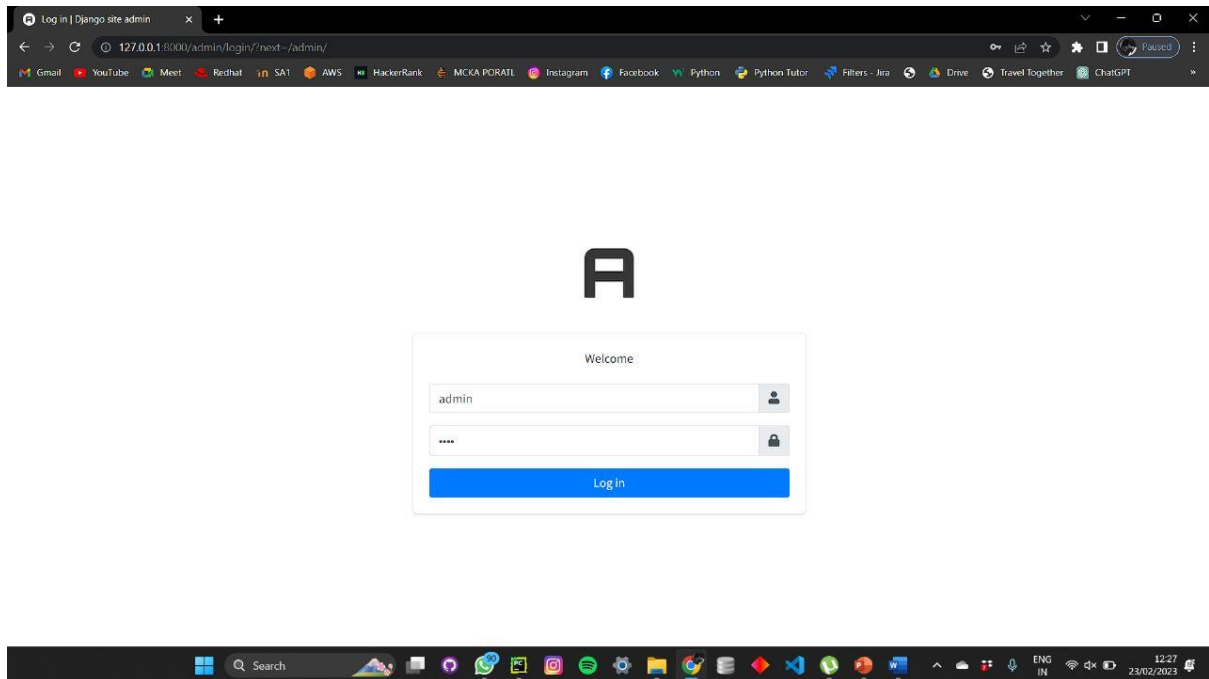 Log in | Django site admin
127.0.0.1:8000/admin/login/?next=/admin/
Paused
Gmail YouTube Meet Redhat SA1 AWS HackerRank MCKA PORATL Instagram Facebook Python Python Tutor Filters - Jira Drive Travel Together ChatGPT »
A
Welcome
admin
••••
Log in
Search
ENG
IN
12:27
23/02/2023